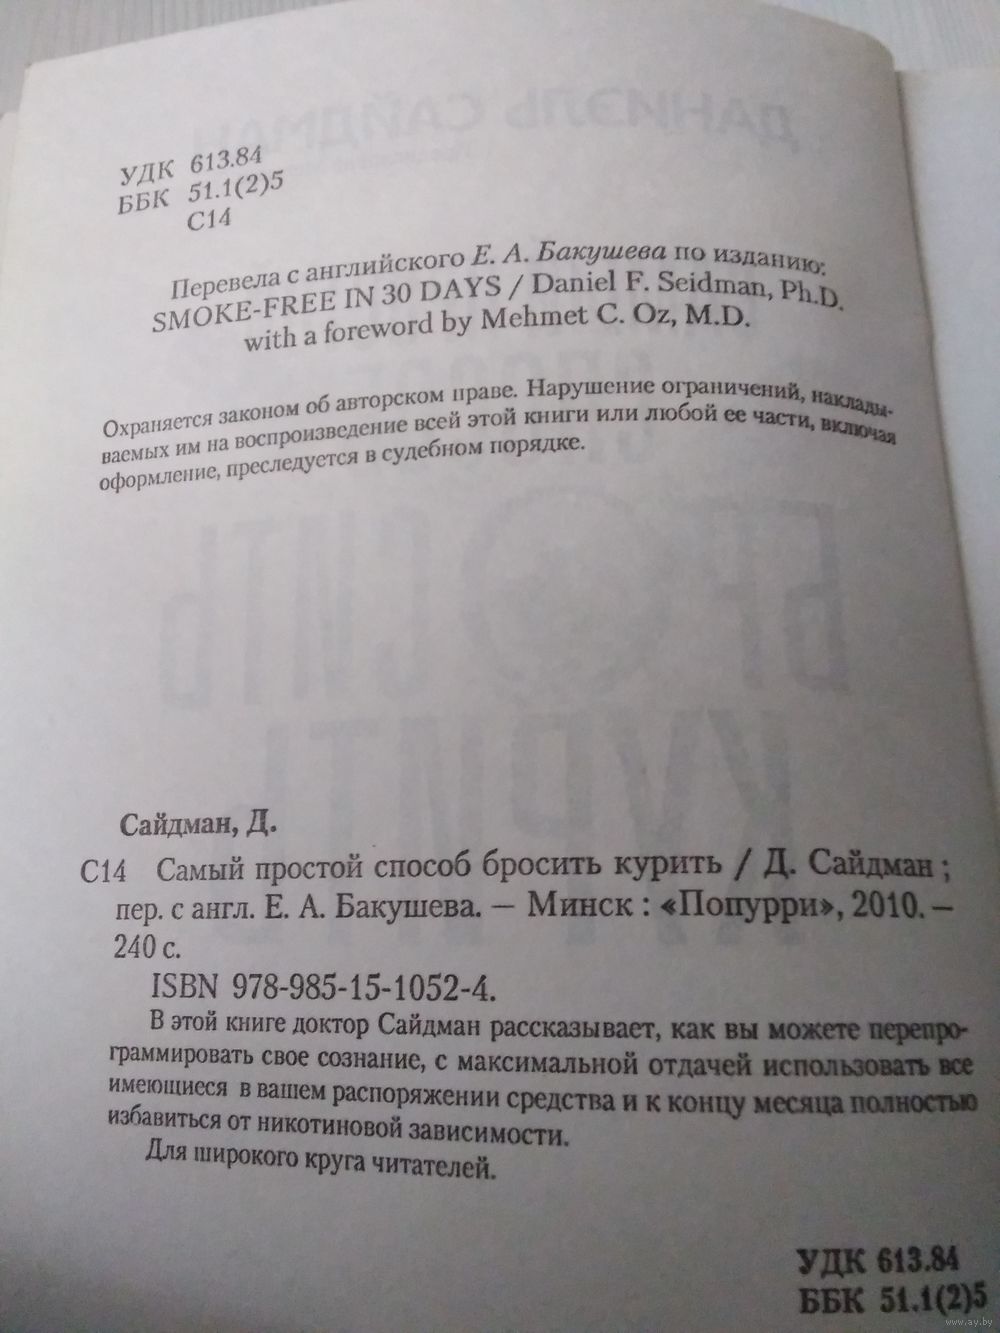 УДК 613.84
ББК 51.1(2)5
С14
Перевела с английского Е. А. Бакушева по изданию:
SMOKE-FREE IN 30 DAYS / Daniel F. Seidman, Ph.D.
with a foreword by Mehmet C. Oz, M.D.
Охраняется законом об авторском праве. Нарушение ограничений, наклады-
ваемых им на воспроизведение всей этой книги или любой ее части, включая
оформление, преследуется в судебном порядке.
Сайдман, Д.
С14 Самый простой способ бросить курить / Д. Сайдман ;
пер. с англ. Е. А. Бакушева. — Минск : «Попурри», 2010. —
240 с.
ISBN 978-985-15-1052-4.
В этой книге доктор Сайдман рассказывает, как вы можете перепро-
граммировать свое сознание, с максимальной отдачей использовать все
имеющиеся в вашем распоряжении средства и к концу месяца полностью
избавиться от никотиновой зависимости.
Для широкого круга читателей.
УДК 613.84
ББК 51.1(2)5
www.ay.by